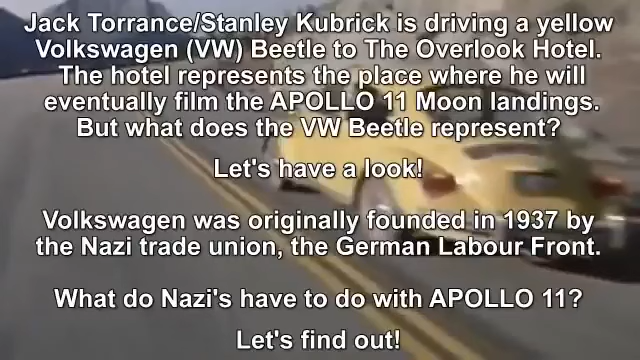 Jack Torrance/Stanley Kubrick is driving a yellow
Volkswagen (VW) Beetle to The Overlook Hotel.
The hotel represents the place where he will
eventually film the APOLLO 11 Moon landings.
But what does the VW Beetle represent?
Let's have a look!
Volkswagen was originally founded in 1937 by
the Nazi trade union, the German Labour Front.
What do Nazi's have to do with APOLLO 11?
Let's find out!